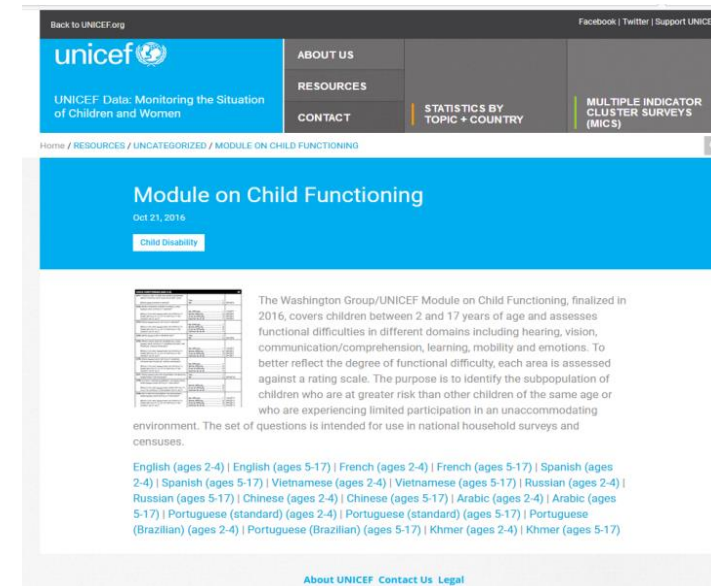 Back to UNICEF.org
Facebook | Twitter | Support UNICE
unicef
UNICEF Data: Monitoring the Situation
of Children and Women
ABOUT US
RESOURCES
CONTACT
STATISTICS BY
TOPIC + COUNTRY
MULTIPLE INDICATOR
CLUSTER SURVEYS
(MICS)
Home / RESOURCES / UNCATEGORIZED / MODULE ON CHILD FUNCTIONING
Module on Child Functioning
Oct 21, 2016
Child Disability
The Washington Group/UNICEF Module on Child Functioning, finalized in
2016, covers children between 2 and 17 years of age and assesses
functional difficulties in different domains including hearing, vision,
communication/comprehension, learning, mobility and emotions. To
better reflect the degree of functional difficulty, each area is assessed
against a rating scale. The purpose is to identify the subpopulation of
children who are at greater risk than other children of the same age or
who are experiencing limited participation in an unaccommodating
environment. The set of questions is intended for use in national household surveys and
censuses.
English (ages 2-4) | English (ages 5-17) | French (ages 2-4) | French (ages 5-17) | Spanish (ages
2-4) | Spanish (ages 5-17) | Vietnamese (ages 2-4) | Vietnamese (ages 5-17) | Russian (ages 2-4) |
Russian (ages 5-17) | Chinese (ages 2-4) | Chinese (ages 5-17) | Arabic (ages 2-4) | Arabic (ages
5-17) | Portuguese (standard) (ages 2-4) | Portuguese (standard) (ages 5-17) | Portuguese
(Brazilian) (ages 2-4) | Portuguese (Brazilian) (ages 5-17) | Khmer (ages 2-4) | Khmer (ages 5-17)
About UNICEF Contact Us Legal